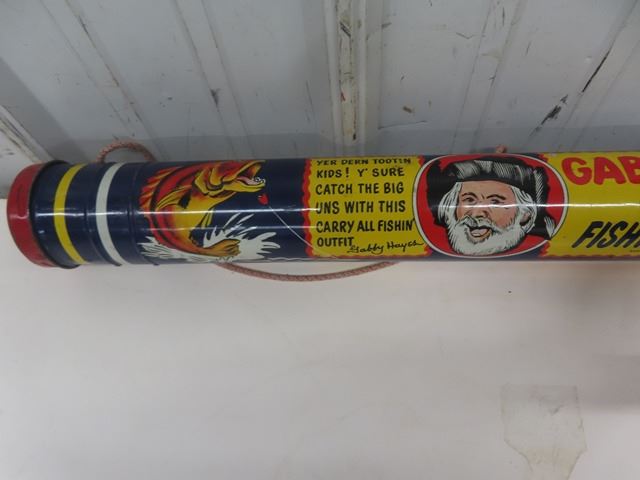 YER DERN TOOTIN
KIDS! Y' SURE
CATCH THE BIG
UNS WITH THIS
CARRY ALL FISHIN'
OUTFIT
Gabby Hayes
GAB
FISH